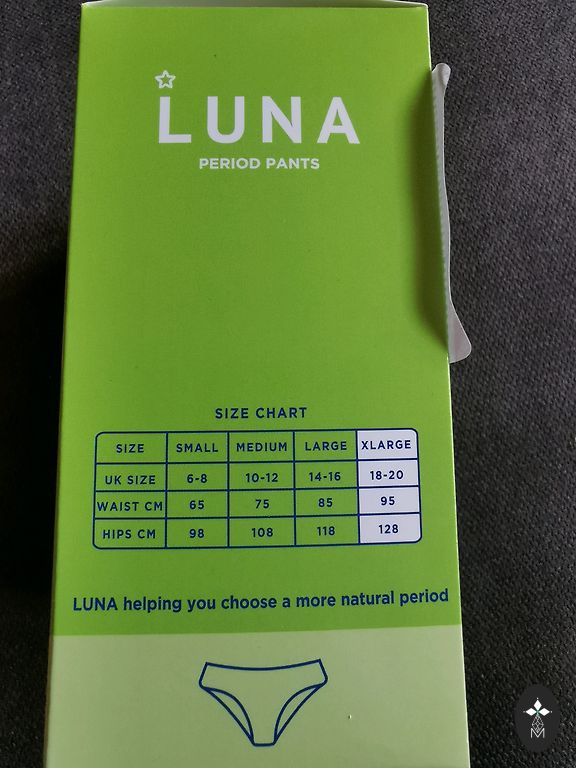 LUNA
PERIOD PANTS
SIZE CHART
SIZE SMALL MEDIUM LARGE XLARGE
UK SIZE 6-8 10-12 14-16 18-20
WAIST CM 65 75 85 95
HIPS CM 98 108 118 128
LUNA helping you choose a more natural period
M